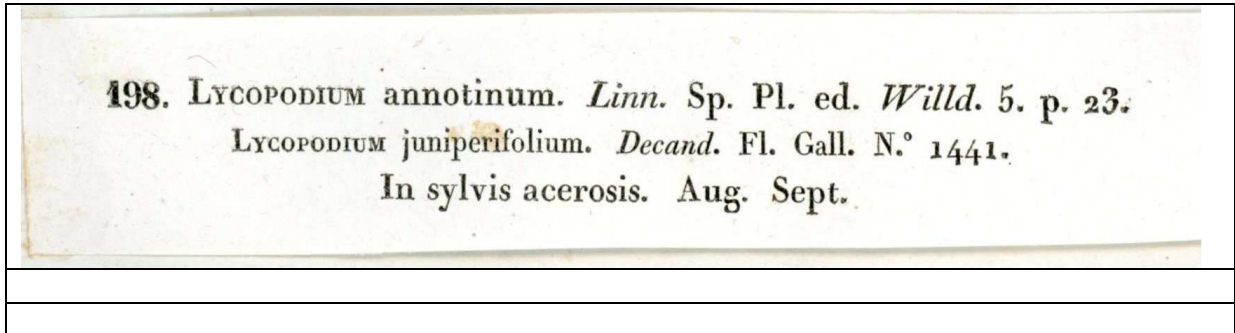 198. LYCOPODIUM annotinum. Linn. Sp. Pl. ed. Willd. 5. p. 23.
LYCOPODIUM juniperifolium. Decand. Fl. Gall. N.° 1441.
In sylvis acerosis. Aug. Sept.